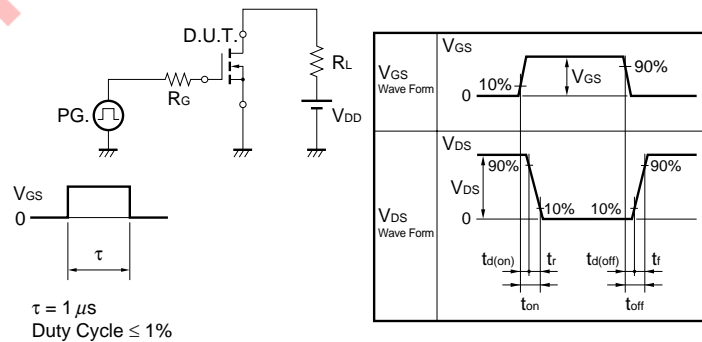 D.U.T.
RG
PG.
RL
VDD
VGS
0
τ
τ = 1 μs
Duty Cycle ≤ 1%
VGS
Wave Form
VGS
10%
0
VGS
90%
VDS
Wave Form
VDS
90%
VDS
0
10%
10%
90%
td(on)
tr
td(off)
tf
ton
toff